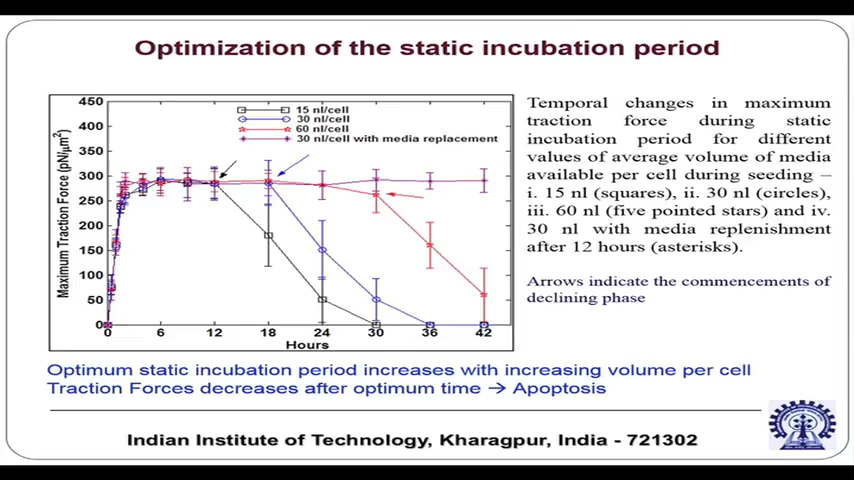 Optimization of the static incubation period
450
400
350
300
250
200
150
100
50
0
Maximum Traction Force (pN/µm²)
15 nl/cell
30 nl/cell
60 nl/cell
30 nl/cell with media replacement
0 6 12 18 24 30 36 42
Hours
Temporal changes in maximum
traction force during static
incubation period for different
values of average volume of media
available per cell during seeding –
i. 15 nl (squares), ii. 30 nl (circles),
iii. 60 nl (five pointed stars) and iv.
30 nl with media replenishment
after 12 hours (asterisks).
Arrows indicate the commencements of
declining phase
Optimum static incubation period increases with increasing volume per cell
Traction Forces decreases after optimum time → Apoptosis
Indian Institute of Technology, Kharagpur, India - 721302